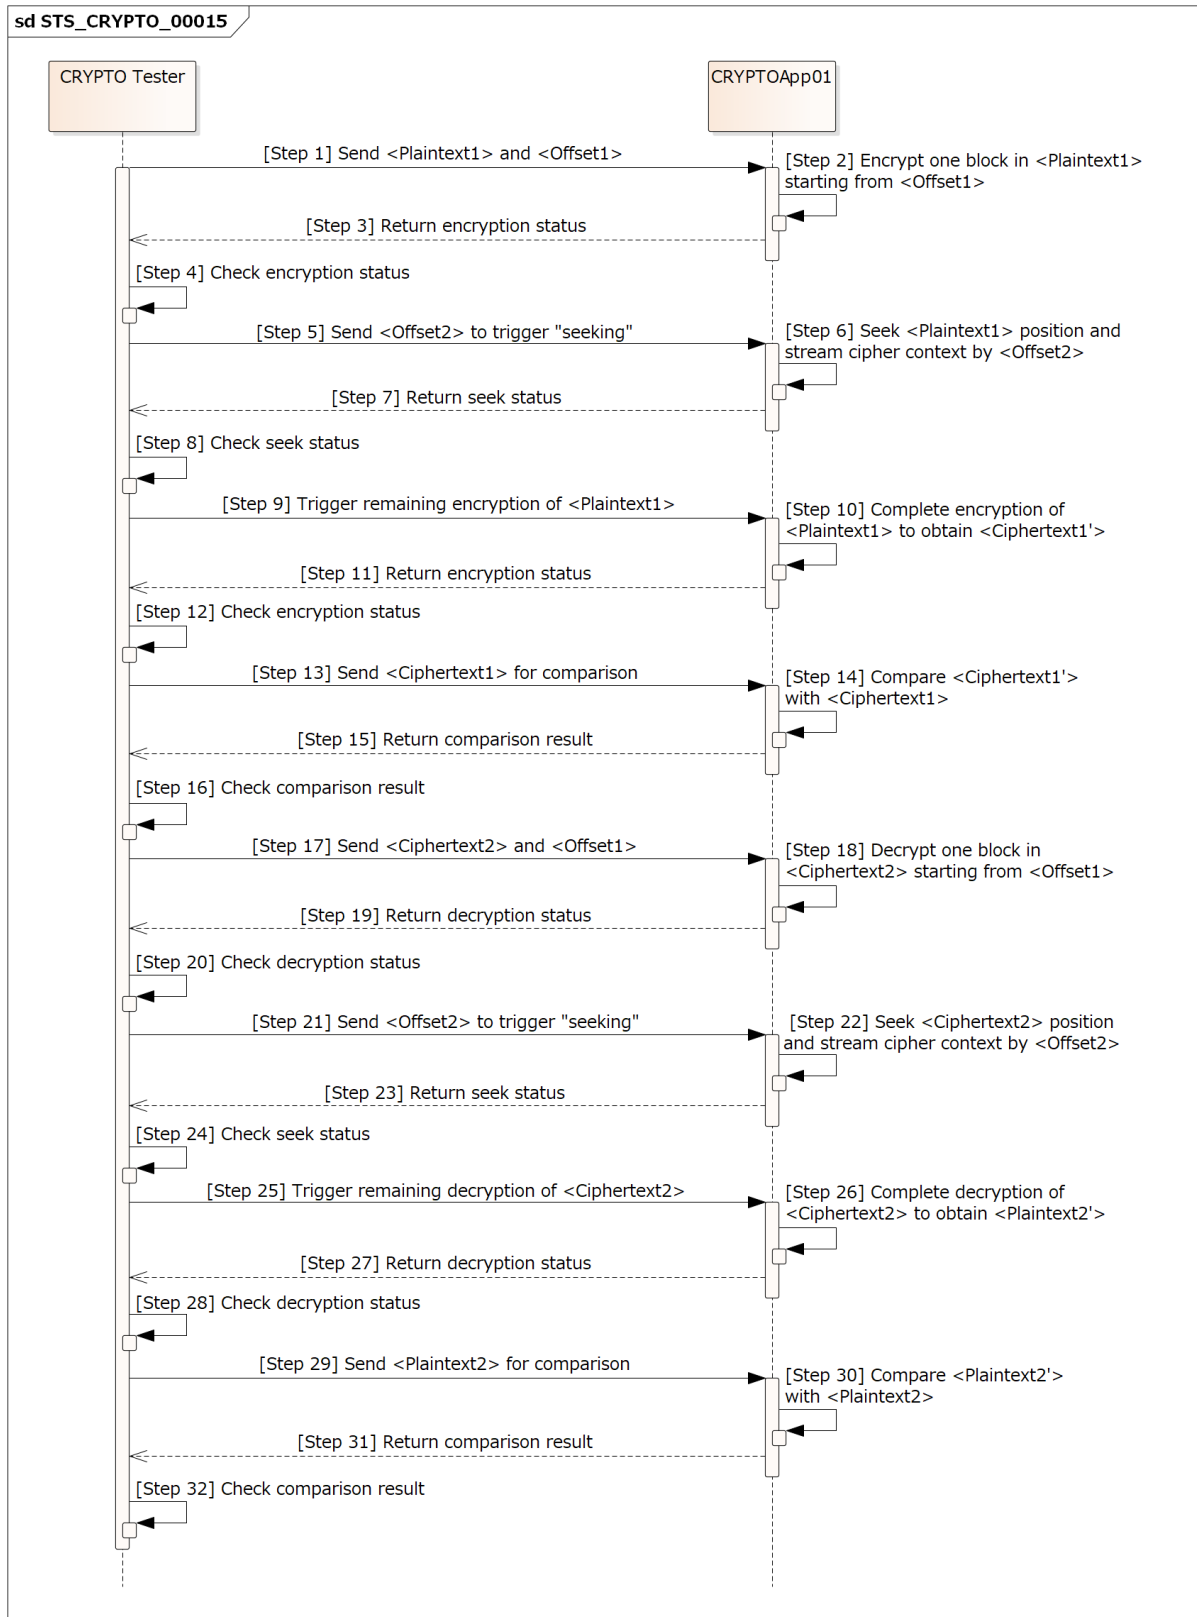 sd STS_CRYPTO_00015
CRYPTO Tester
CRYPTOApp01
[Step 1] Send <Plaintext1> and <Offset1>
[Step 2] Encrypt one block in <Plaintext1>
starting from <Offset1>
[Step 3] Return encryption status
[Step 4] Check encryption status
[Step 5] Send <Offset2> to trigger "seeking"
[Step 6] Seek <Plaintext1> position and
stream cipher context by <Offset2>
[Step 7] Return seek status
[Step 8] Check seek status
[Step 9] Trigger remaining encryption of <Plaintext1>
[Step 10] Complete encryption of
<Plaintext1> to obtain <Ciphertext1'>
[Step 11] Return encryption status
[Step 12] Check encryption status
[Step 13] Send <Ciphertext1> for comparison
[Step 14] Compare <Ciphertext1'>
with <Ciphertext1>
[Step 15] Return comparison result
[Step 16] Check comparison result
[Step 17] Send <Ciphertext2> and <Offset1>
[Step 18] Decrypt one block in
<Ciphertext2> starting from <Offset1>
[Step 19] Return decryption status
[Step 20] Check decryption status
[Step 21] Send <Offset2> to trigger "seeking"
[Step 22] Seek <Ciphertext2> position
and stream cipher context by <Offset2>
[Step 23] Return seek status
[Step 24] Check seek status
[Step 25] Trigger remaining decryption of <Ciphertext2>
[Step 26] Complete decryption of
<Ciphertext2> to obtain <Plaintext2'>
[Step 27] Return decryption status
[Step 28] Check decryption status
[Step 29] Send <Plaintext2> for comparison
[Step 30] Compare <Plaintext2'>
with <Plaintext2>
[Step 31] Return comparison result
[Step 32] Check comparison result